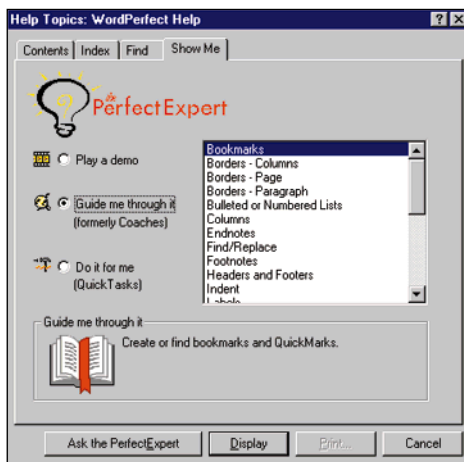 Help Topics: WordPerfect Help
Contents
Index
Find
Show Me
the PerfectExpert
Play a demo
Guide me through it
(formerly Coaches)
Do it for me
(QuickTasks)
Bookmarks
Borders - Columns
Borders - Page
Borders - Paragraph
Bulleted or Numbered Lists
Columns
Endnotes
Find/Replace
Footnotes
Headers and Footers
Indent
Labels
Guide me through it
Create or find bookmarks and QuickMarks.
Ask the PerfectExpert
Display
Print...
Cancel